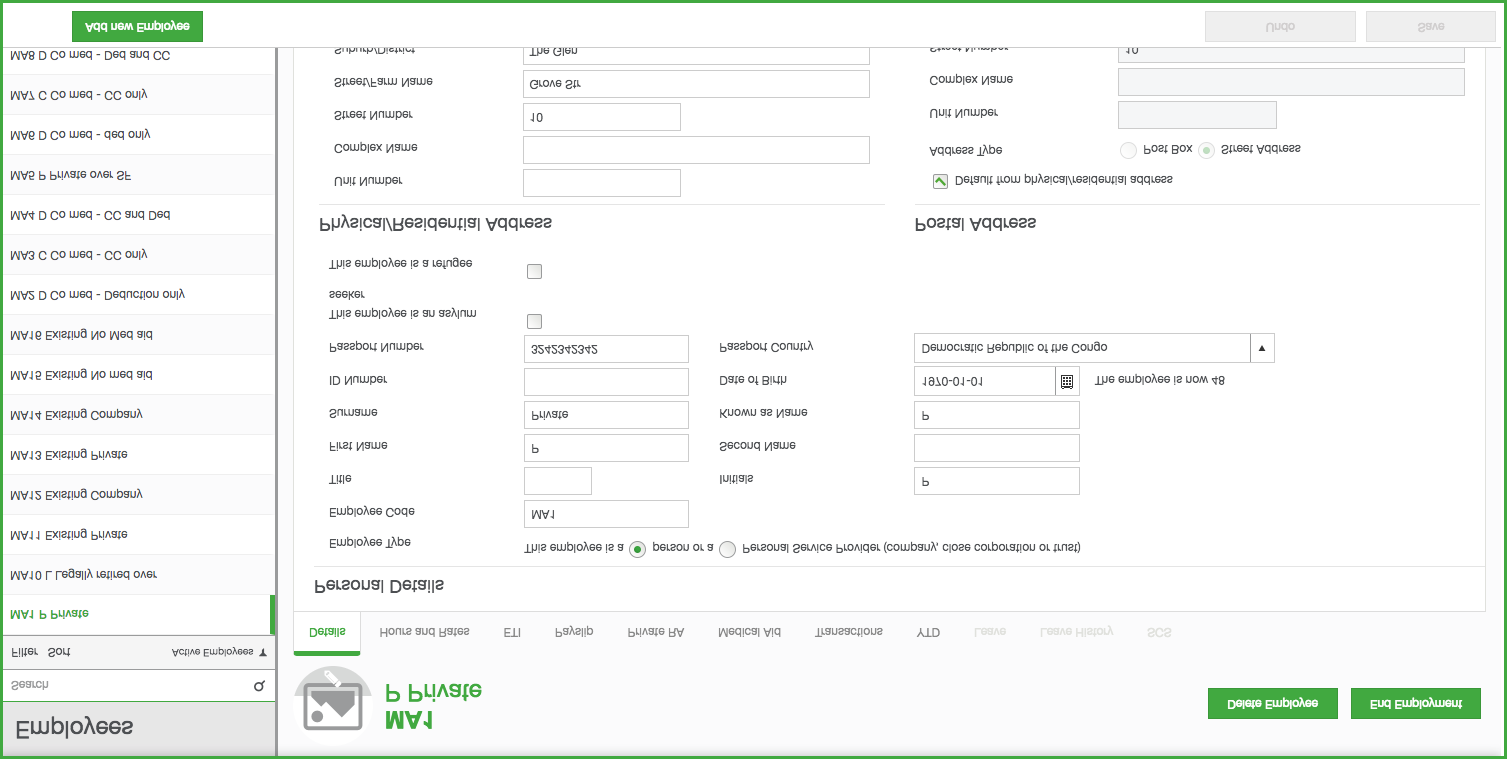 Employees
Search
Filter Sort Active Employees
MA1 P Private
MA10 L Legally retired over
MA11 Existing Private
MA12 Existing Company
MA13 Existing Private
MA14 Existing Company
MA15 Existing No med aid
MA16 Existing No Med aid
MA2 D Co med - Deduction only
MA3 C Co med - CC only
MA4 D Co med - CC and Ded
MA5 P Private over SF
MA6 D Co med - ded only
MA7 C Co med - CC only
MA8 D Co med - Ded and CC
Add new Employee
MA1
P Private
Delete Employee End Employment
Details Hours and Rates ETI Payslip Private RA Medical Aid Transactions YTD Leave Leave History SCS
Personal Details
Employee Type This employee is a person or a Personal Service Provider (company, close corporation or trust)
Employee Code MA1
Title Initials P
First Name P Second Name
Surname Private Known as Name P
ID Number Date of Birth 1970-01-01 The employee is now 48
Passport Number 3242342342 Passport Country Democratic Republic of the Congo
This employee is an asylum
seeker
This employee is a refugee
Physical/Residential Address
Unit Number
Complex Name
Street Number 10
Street/Farm Name Grove Str
Suburb/District The Glen
Postal Address
Default from physical/residential address
Address Type Post Box Street Address
Unit Number
Complex Name
Street Number 10
Undo Save